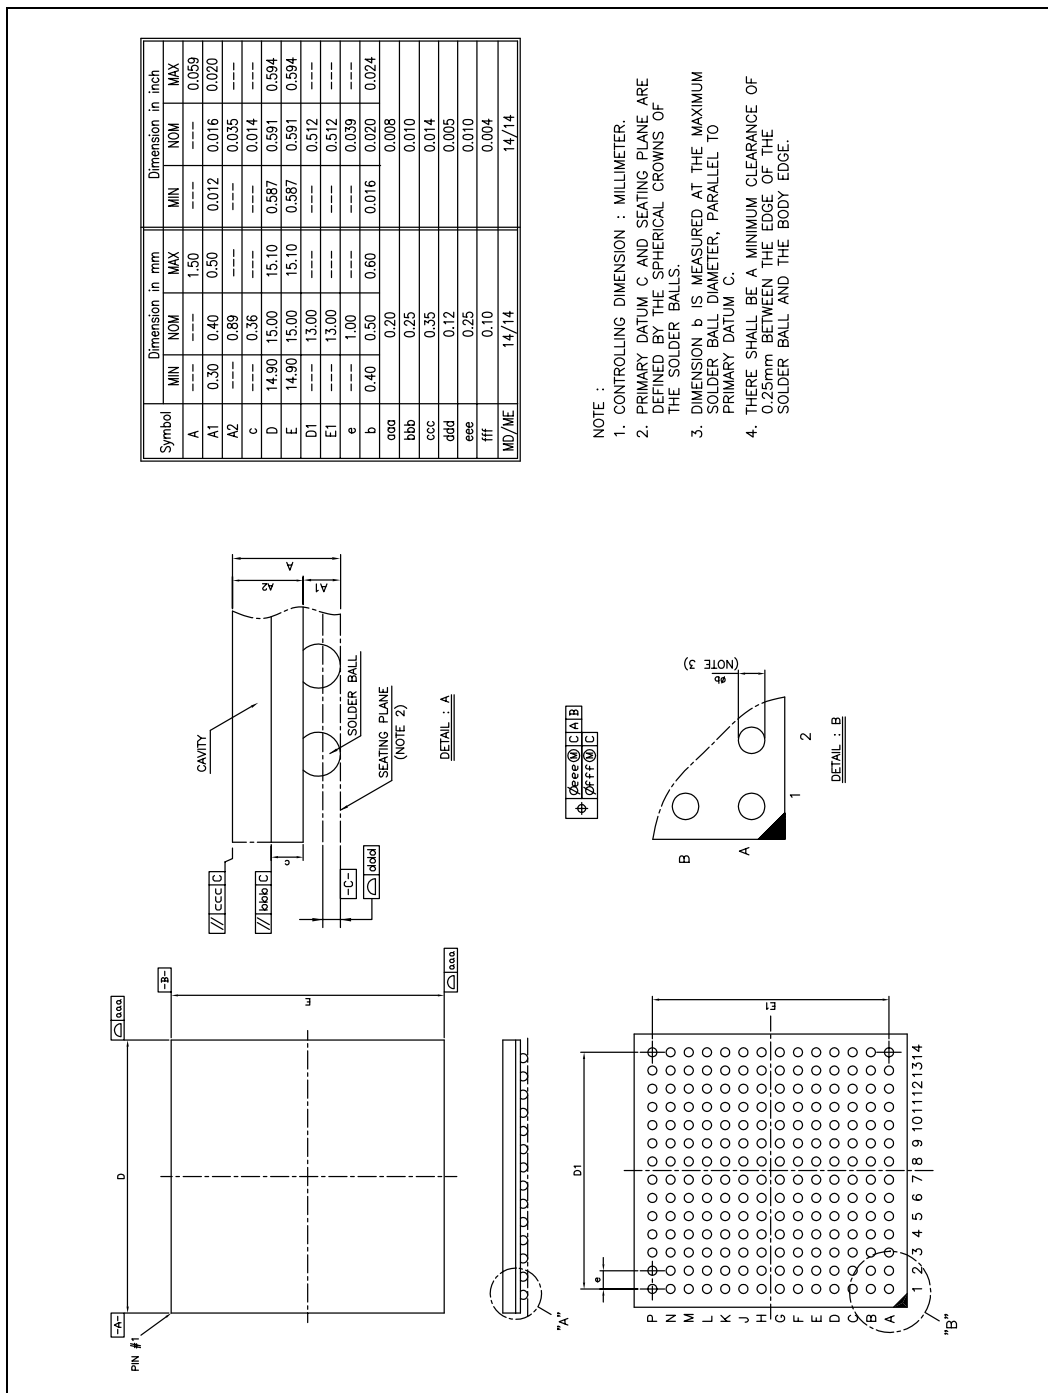 Symbol Dimension in mm Dimension in inch
MIN NOM MAX MIN NOM MAX
A --- --- 1.50 --- --- 0.059
A1 0.30 0.40 0.50 0.012 0.016 0.020
A2 --- 0.89 --- --- 0.035 ---
c --- 0.36 --- --- 0.014 ---
D 14.90 15.00 15.10 0.587 0.591 0.594
E 14.90 15.00 15.10 0.587 0.591 0.594
D1 --- 13.00 --- --- 0.512 ---
E1 --- 13.00 --- --- 0.512 ---
e --- 1.00 --- --- 0.039 ---
b 0.40 0.50 0.60 0.016 0.020 0.024
aaa 0.20 0.008
bbb 0.25 0.010
ccc 0.35 0.014
ddd 0.12 0.005
eee 0.25 0.010
fff 0.10 0.004
MD/ME 14/14 14/14
NOTE :
1. CONTROLLING DIMENSION : MILLIMETER.
2. PRIMARY DATUM C AND SEATING PLANE ARE
DEFINED BY THE SPHERICAL CROWNS OF
THE SOLDER BALLS.
3. DIMENSION b IS MEASURED AT THE MAXIMUM
SOLDER BALL DIAMETER, PARALLEL TO
PRIMARY DATUM C.
4. THERE SHALL BE A MINIMUM CLEARANCE OF
0.25mm BETWEEN THE EDGE OF THE
SOLDER BALL AND THE BODY EDGE.
// ccc C
// bbb C
c
CAVITY
A
A2
A1
SOLDER BALL
SEATING PLANE
(NOTE 2)
-C-
ddd
DETAIL : A
⌖ Øeee Ⓜ C A B
Øfff Ⓜ C
Øb
(NOTE 3)
B
A
1
2
DETAIL : B
-A-
PIN #1
D
aaa
-B-
E
aaa
"A"
e
D1
E1
P
N
M
L
K
J
H
G
F
E
D
C
B
A
1 2 3 4 5 6 7 8 9 10 11 12 13 14
"B"